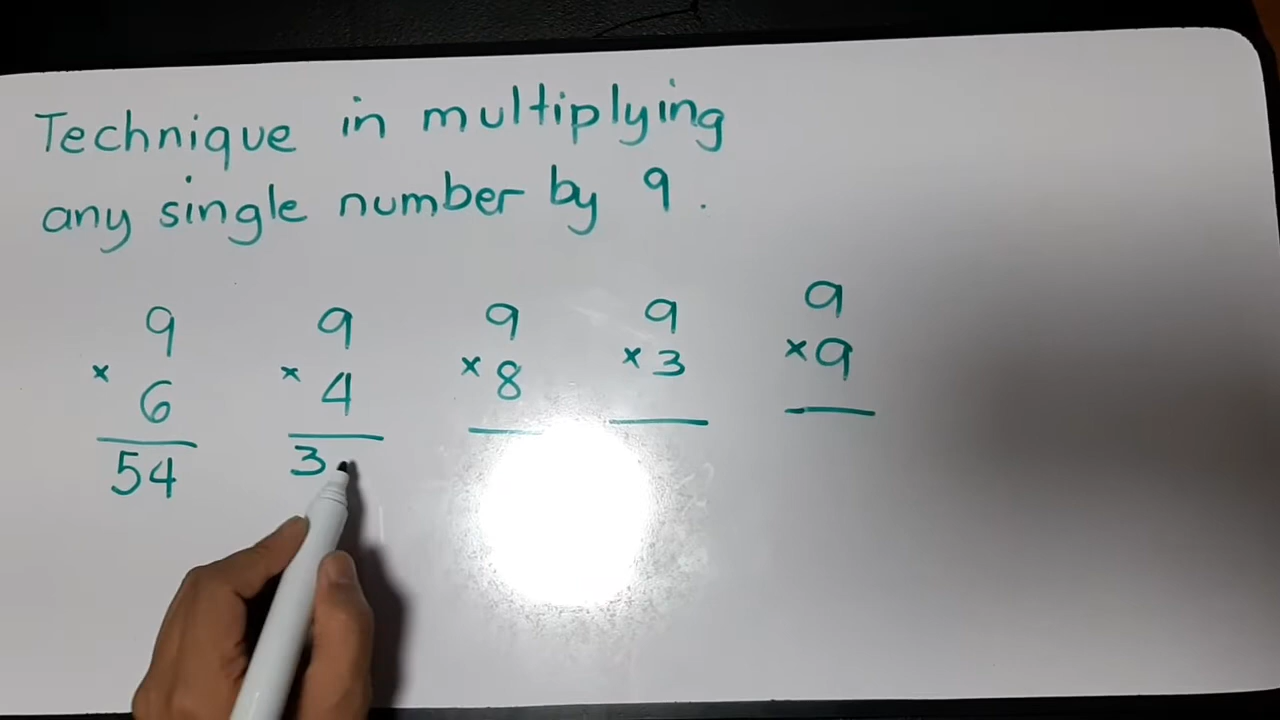 Technique in multiplying
any single number by 9.
9 9 9 9 9
× 6 × 4 × 8 × 3 × 9
54 3